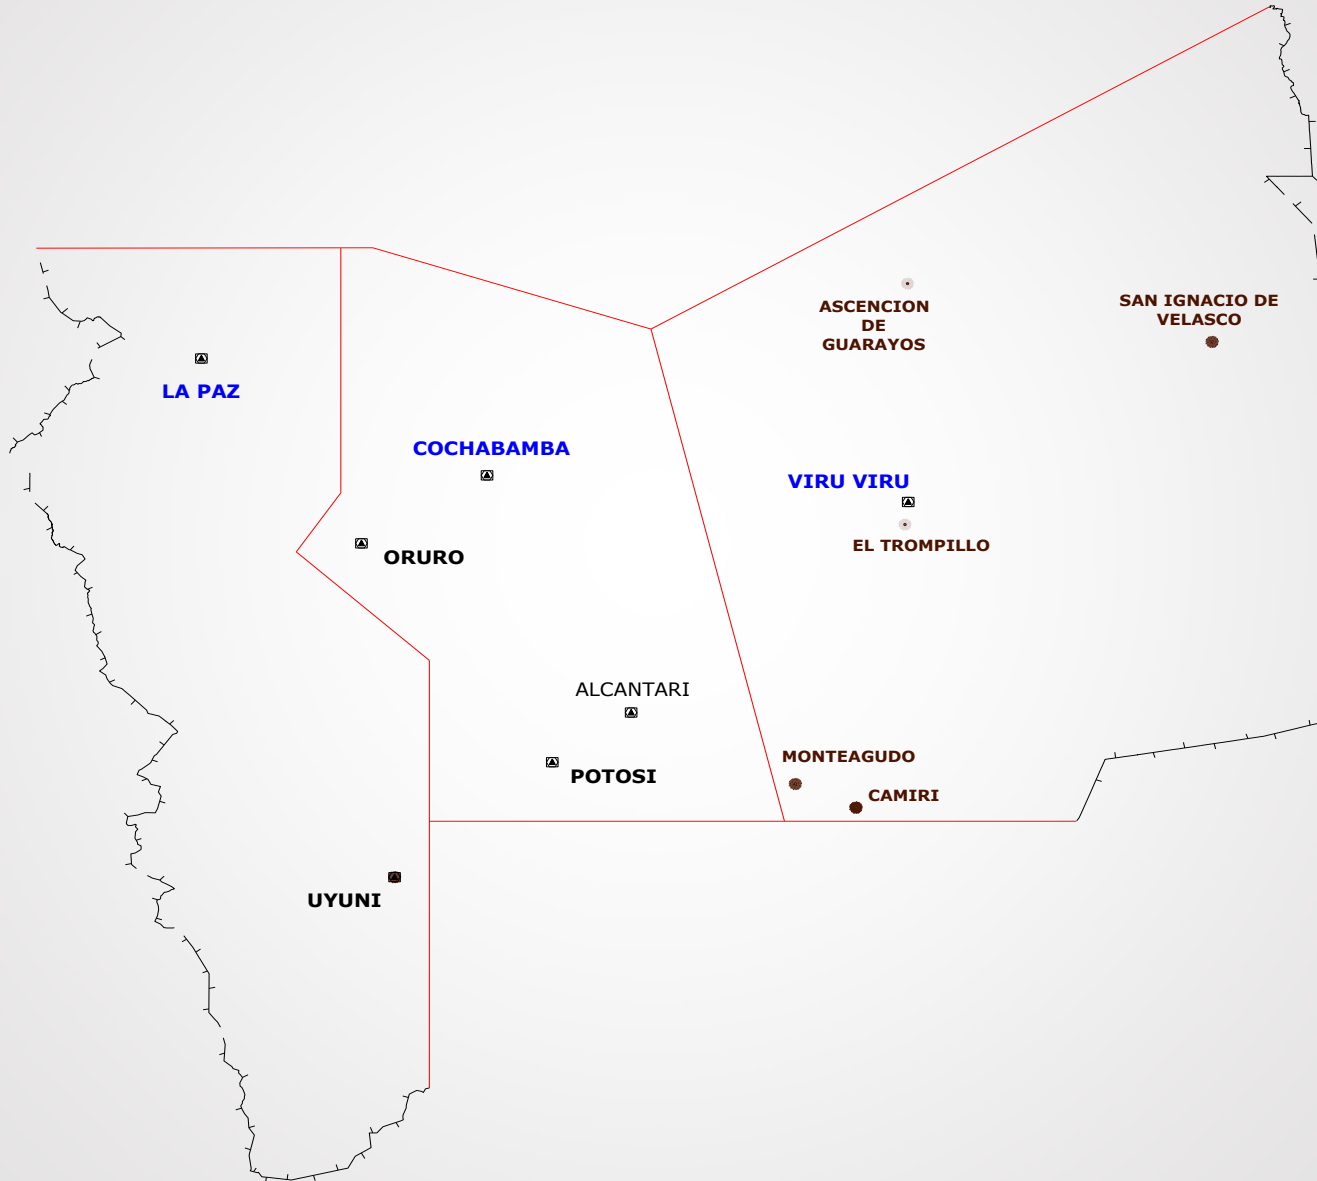 ASCENCION
DE
GUARAYOS
SAN IGNACIO DE
VELASCO
LA PAZ
COCHABAMBA
VIRU VIRU
ORURO
EL TROMPILLO
ALCANTARI
MONTEAGUDO
POTOSI
CAMIRI
UYUNI